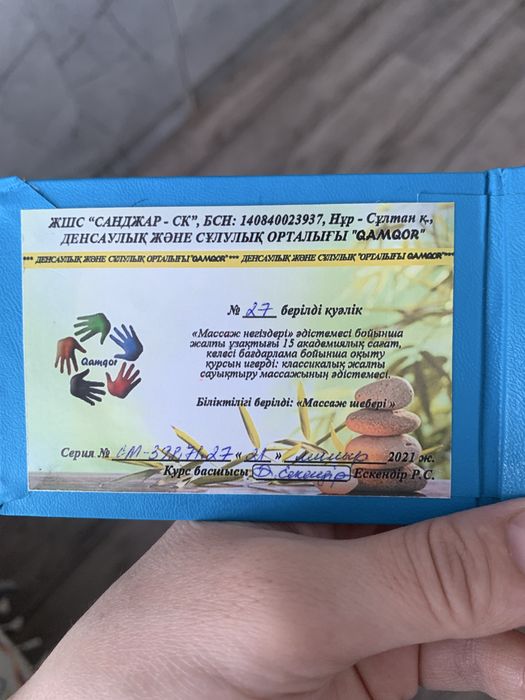 ЖШС “САНДЖАР - СК”, БСН: 140840023937, Нұр - Сұлтан қ.,
ДЕНСАУЛЫҚ ЖӘНЕ СҰЛУЛЫҚ ОРТАЛЫҒЫ "QAMQOR"
*** ДЕНСАУЛЫҚ ЖӘНЕ СҰЛУЛЫҚ ОРТАЛЫҒЫ"QAMQOR"*** ДЕНСАУЛЫҚ ЖӘНЕ СҰЛУЛЫҚ "ОРТАЛЫҒЫ QAMQOR"***
№ 27 берілді куәлік
«Массаж негіздері» әдістемесі бойынша
жалпы ұзақтығы 15 академиялық сағат,
келесі бағдарлама бойынша оқыту
курсын игерді: классикалық жалпы
сауықтыру массажының әдістемесі.
Qamqor
Біліктілігі берілді: «Массаж шебері »
Серия № «21» 2021 ж.
Курс басшысы Ескендір Р.С.